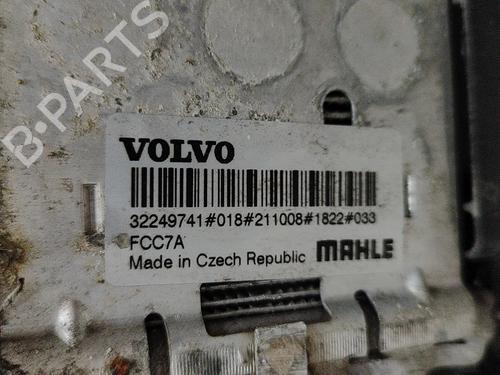 B-PARTS
VOLVO
32249741#018#211008#1822#033
FCC7A
Made in Czech Republic MAHLE